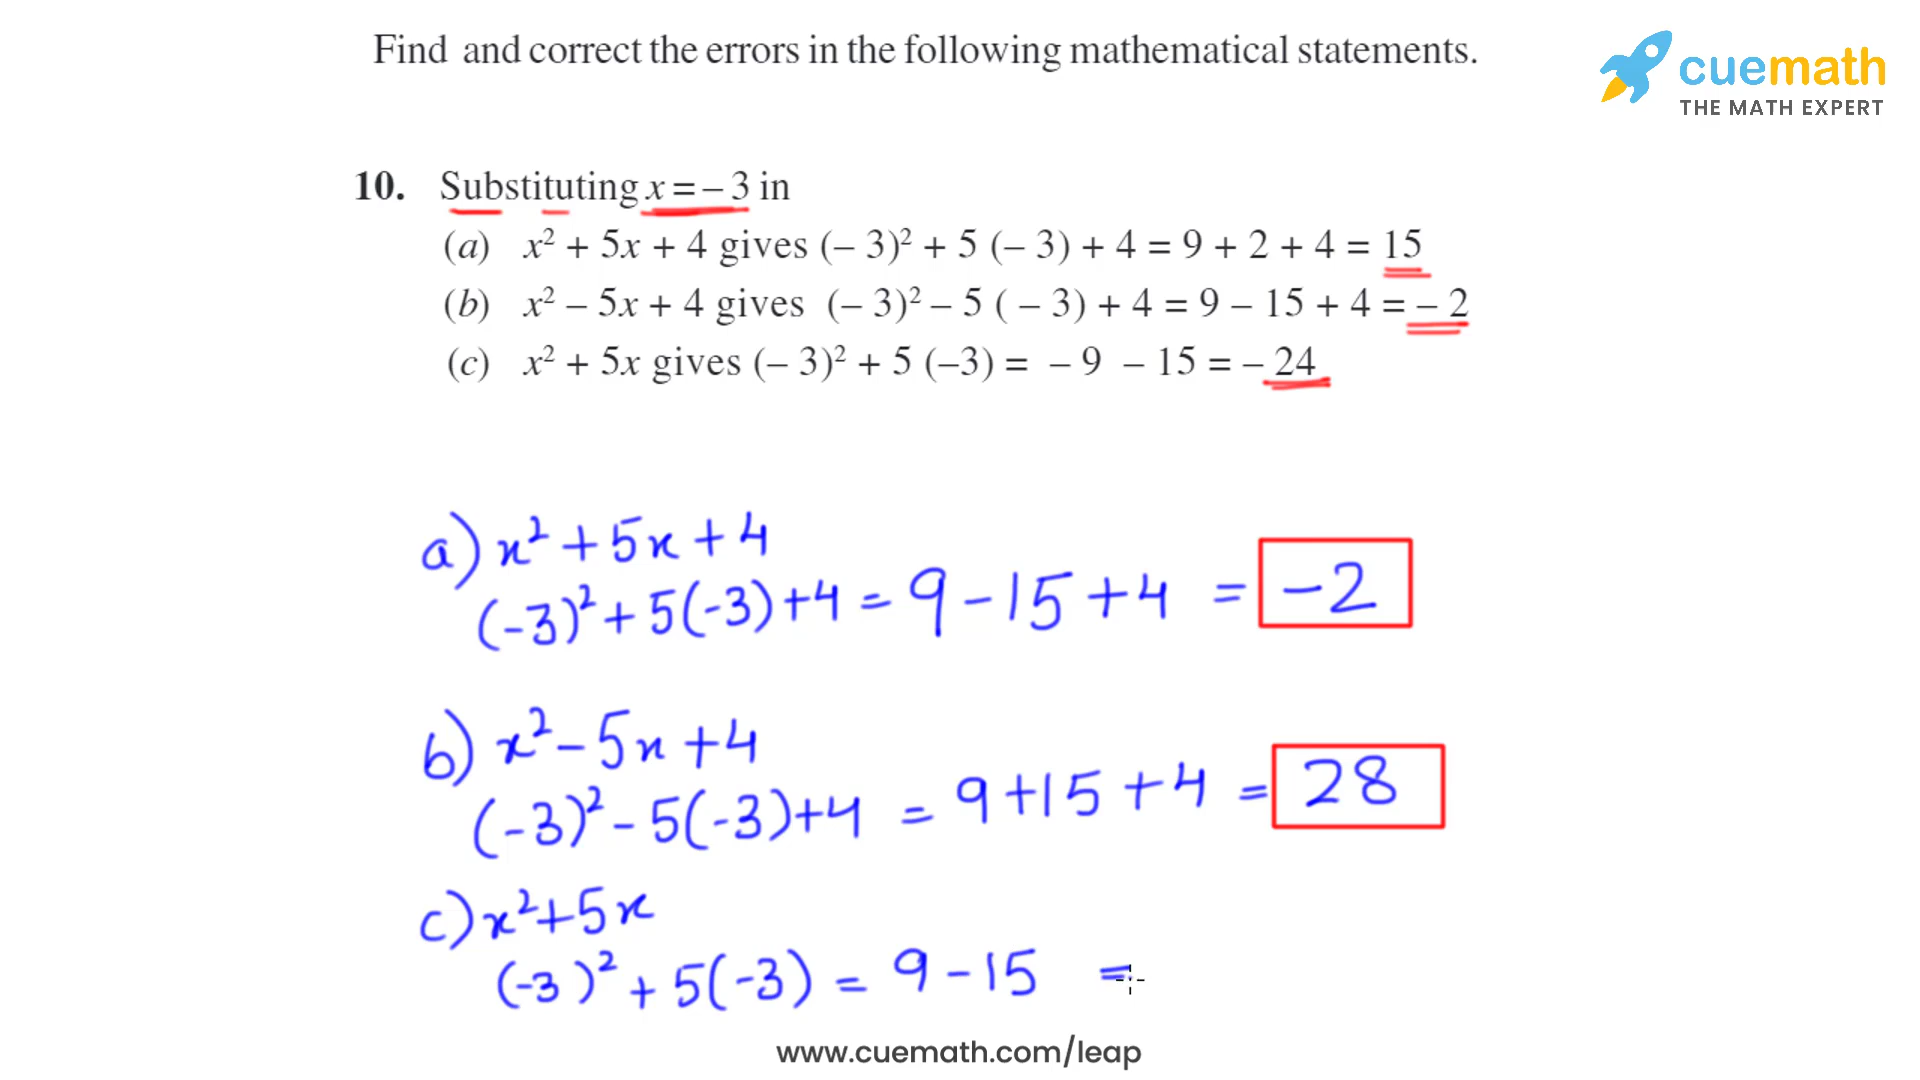 Find and correct the errors in the following mathematical statements.
cuemath
THE MATH EXPERT
10. Substituting x = – 3 in
(a) x² + 5x + 4 gives (– 3)² + 5 (– 3) + 4 = 9 + 2 + 4 = 15
(b) x² – 5x + 4 gives (– 3)² – 5 ( – 3) + 4 = 9 – 15 + 4 = – 2
(c) x² + 5x gives (– 3)² + 5 (–3) = – 9 – 15 = – 24
a) x² + 5x + 4
(-3)² + 5(-3) + 4 = 9 - 15 + 4 = -2
b) x² - 5x + 4
(-3)² - 5(-3) + 4 = 9 + 15 + 4 = 28
c) x² + 5x
(-3)² + 5(-3) = 9 - 15 =
www.cuemath.com/leap